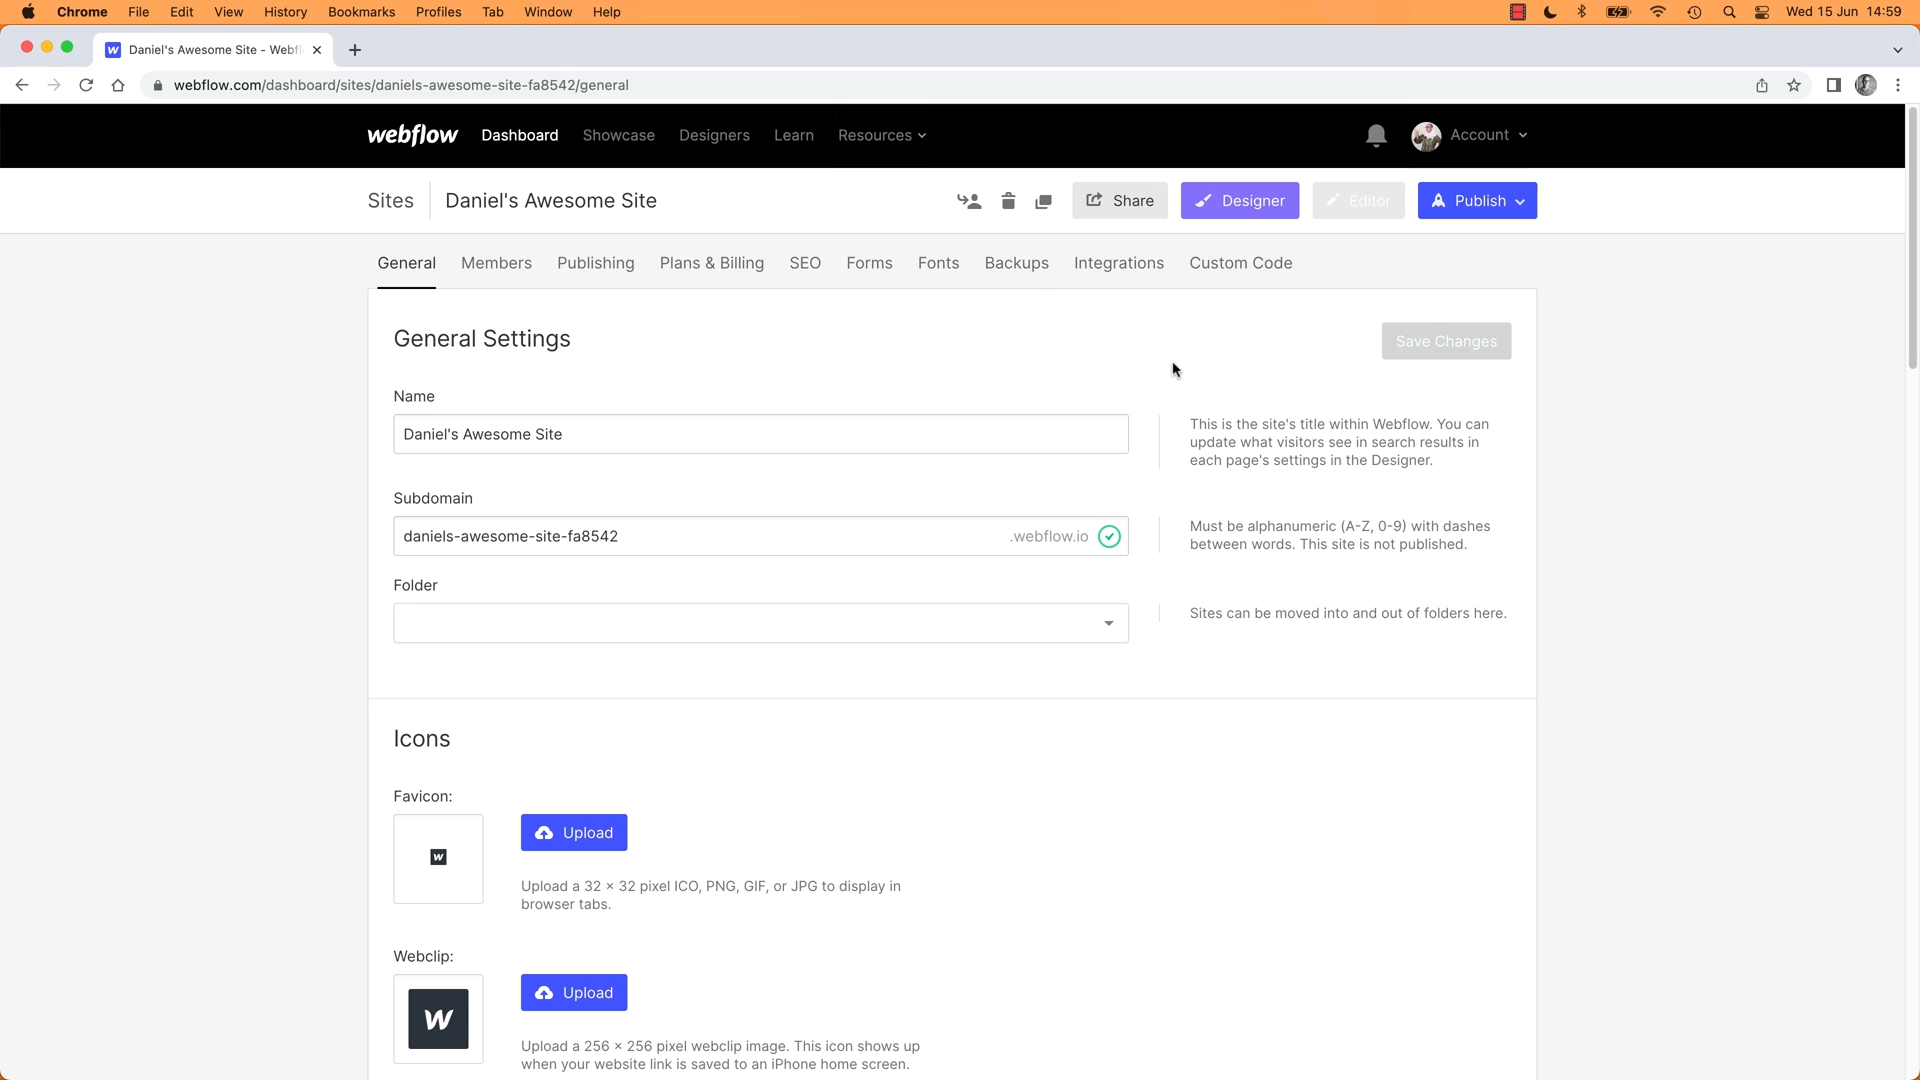 Chrome File Edit View History Bookmarks Profiles Tab Window Help Wed 15 Jun 14:59
Daniel's Awesome Site - Webfl
webflow.com/dashboard/sites/daniels-awesome-site-fa8542/general
webflow Dashboard Showcase Designers Learn Resources Account
Sites Daniel's Awesome Site Share Designer Editor Publish
General Members Publishing Plans & Billing SEO Forms Fonts Backups Integrations Custom Code
General Settings Save Changes
Name
Daniel's Awesome Site
This is the site's title within Webflow. You can
update what visitors see in search results in
each page's settings in the Designer.
Subdomain
daniels-awesome-site-fa8542 .webflow.io
Must be alphanumeric (A-Z, 0-9) with dashes
between words. This site is not published.
Folder
Sites can be moved into and out of folders here.
Icons
Favicon:
W
Upload
Upload a 32 × 32 pixel ICO, PNG, GIF, or JPG to display in
browser tabs.
Webclip:
W
Upload
Upload a 256 × 256 pixel webclip image. This icon shows up
when your website link is saved to an iPhone home screen.